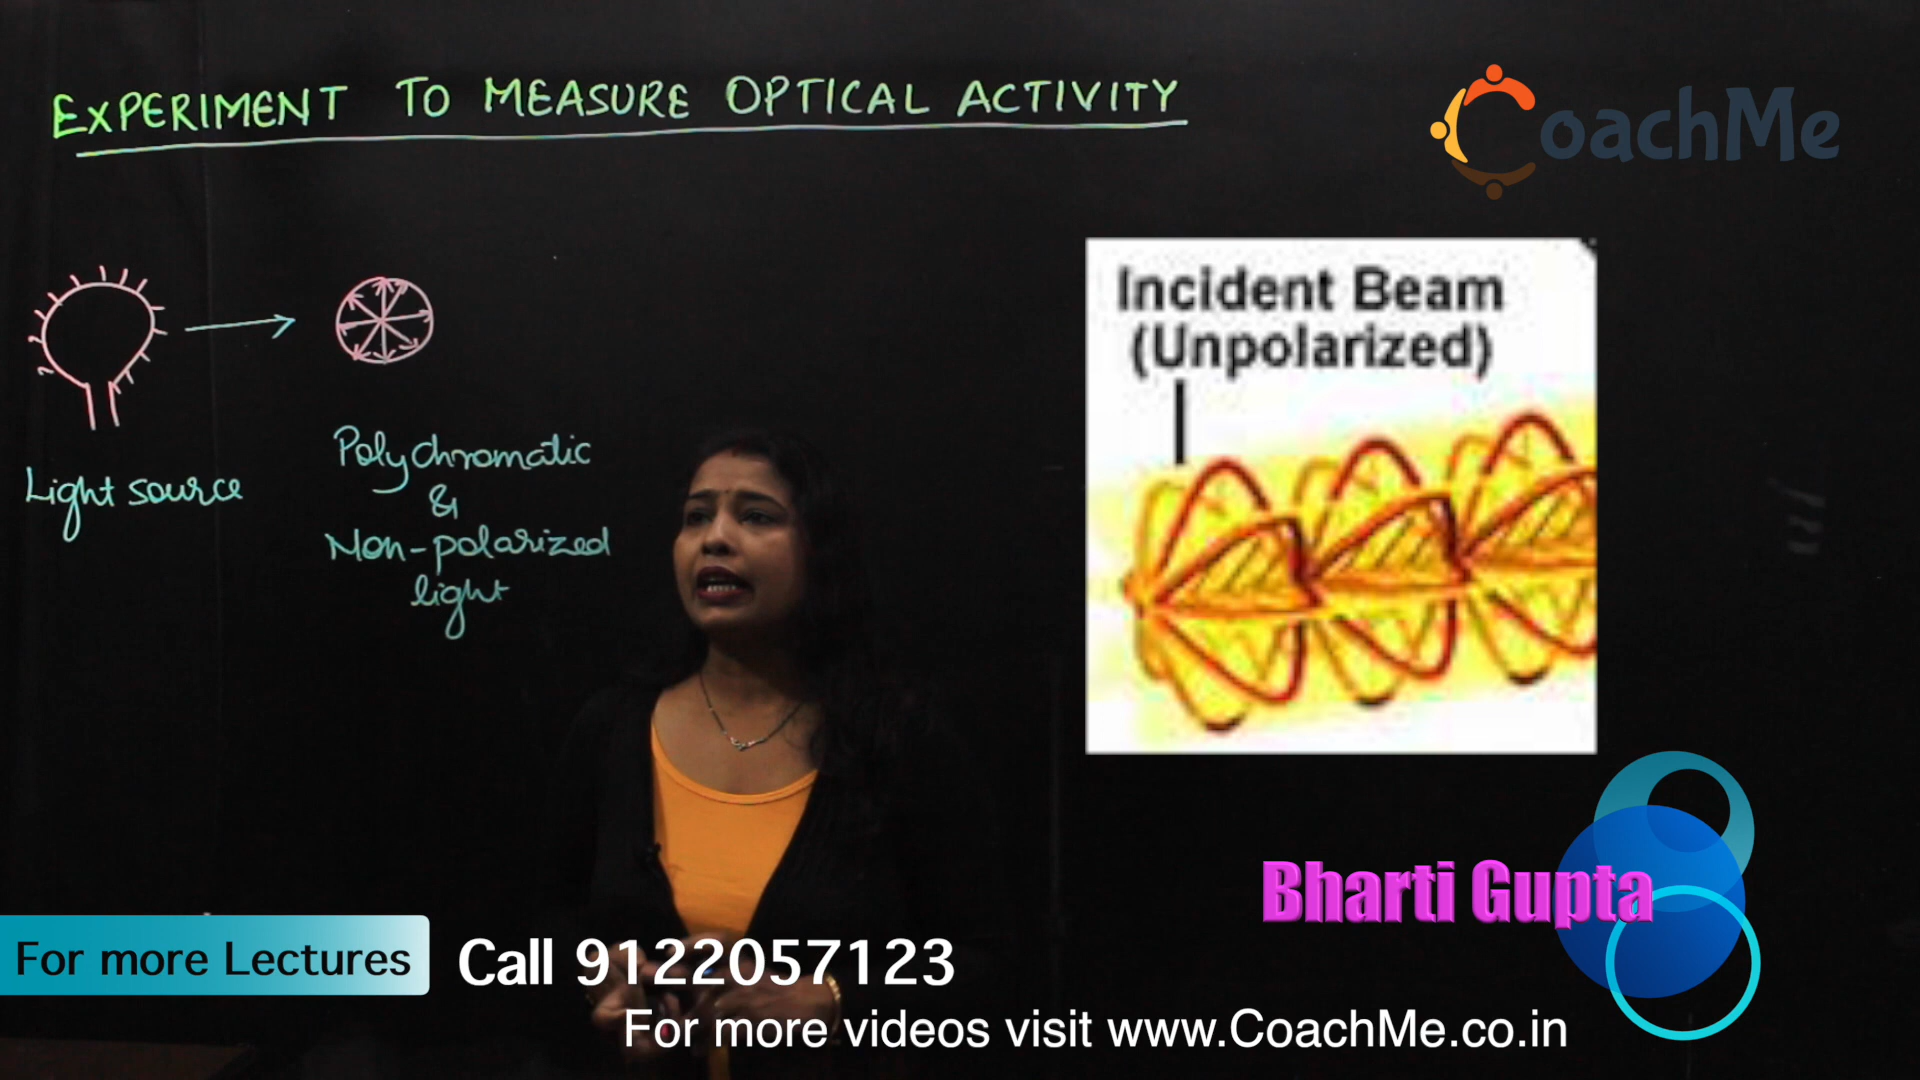 EXPERIMENT TO MEASURE OPTICAL ACTIVITY
CoachMe
Incident Beam
(Unpolarized)
Light source
Polychromatic
&
Non-polarized
light
Bharti Gupta
For more Lectures
Call 9122057123
For more videos visit www.CoachMe.co.in